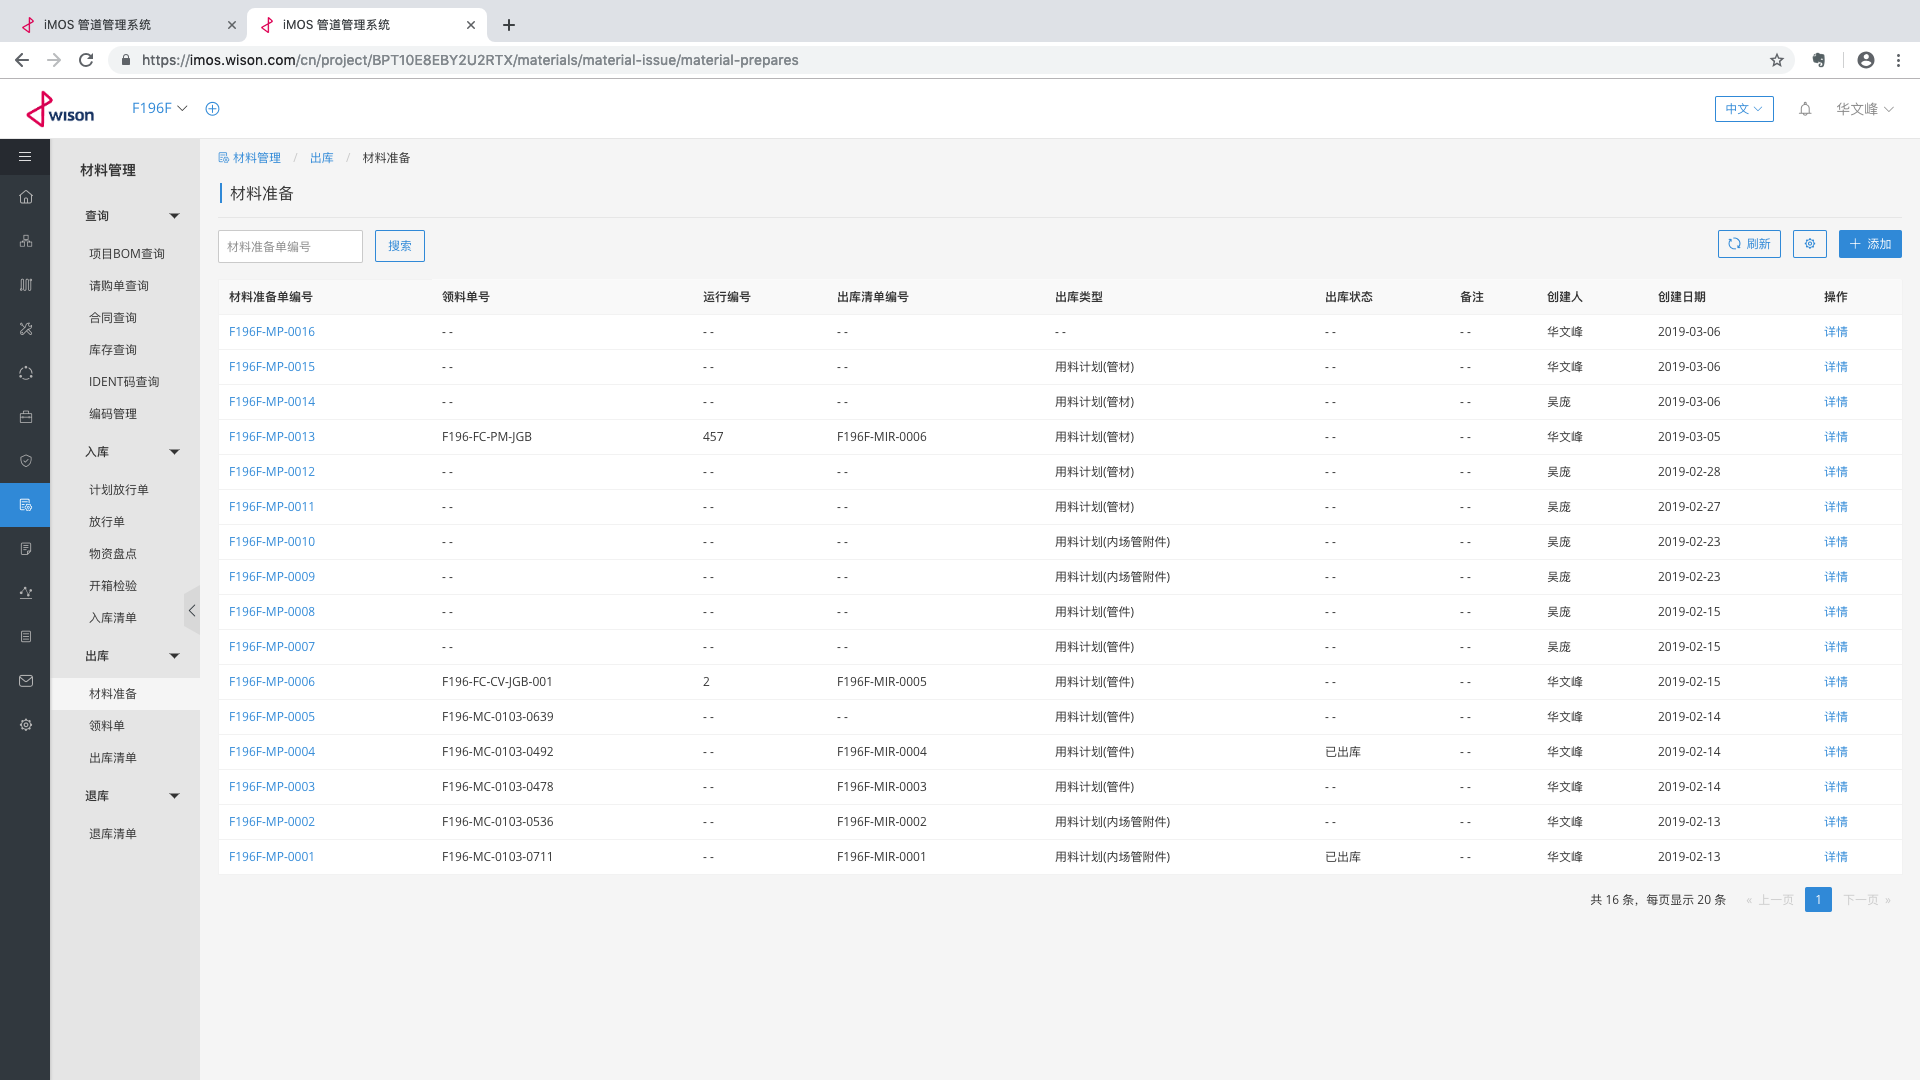 iMOS 管道管理系统
iMOS 管道管理系统
https://imos.wison.com/cn/project/BPT10E8EBY2U2RTX/materials/material-issue/material-prepares
wison
F196F
中文
华文峰
材料管理
查询
项目BOM查询
请购单查询
合同查询
库存查询
IDENT码查询
编码管理
入库
计划放行单
放行单
物资盘点
开箱检验
入库清单
出库
材料准备
领料单
出库清单
退库
退库清单
材料管理 / 出库 / 材料准备
材料准备
材料准备单编号 搜索 刷新 + 添加
材料准备单编号 领料单号 运行编号 出库清单编号 出库类型 出库状态 备注 创建人 创建日期 操作
F196F-MP-0016 - - - - - - - - - - - - 华文峰 2019-03-06 详情
F196F-MP-0015 - - - - - - 用料计划(管材) - - - - 华文峰 2019-03-06 详情
F196F-MP-0014 - - - - - - 用料计划(管材) - - - - 吴庞 2019-03-06 详情
F196F-MP-0013 F196-FC-PM-JGB 457 F196F-MIR-0006 用料计划(管材) - - - - 华文峰 2019-03-05 详情
F196F-MP-0012 - - - - - - 用料计划(管材) - - - - 吴庞 2019-02-28 详情
F196F-MP-0011 - - - - - - 用料计划(管材) - - - - 吴庞 2019-02-27 详情
F196F-MP-0010 - - - - - - 用料计划(内场管附件) - - - - 吴庞 2019-02-23 详情
F196F-MP-0009 - - - - - - 用料计划(内场管附件) - - - - 吴庞 2019-02-23 详情
F196F-MP-0008 - - - - - - 用料计划(管件) - - - - 吴庞 2019-02-15 详情
F196F-MP-0007 - - - - - - 用料计划(管件) - - - - 吴庞 2019-02-15 详情
F196F-MP-0006 F196-FC-CV-JGB-001 2 F196F-MIR-0005 用料计划(管件) - - - - 华文峰 2019-02-15 详情
F196F-MP-0005 F196-MC-0103-0639 - - - - 用料计划(管件) - - - - 华文峰 2019-02-14 详情
F196F-MP-0004 F196-MC-0103-0492 - - F196F-MIR-0004 用料计划(管件) 已出库 - - 华文峰 2019-02-14 详情
F196F-MP-0003 F196-MC-0103-0478 - - F196F-MIR-0003 用料计划(管件) - - - - 华文峰 2019-02-14 详情
F196F-MP-0002 F196-MC-0103-0536 - - F196F-MIR-0002 用料计划(内场管附件) - - - - 华文峰 2019-02-13 详情
F196F-MP-0001 F196-MC-0103-0711 - - F196F-MIR-0001 用料计划(内场管附件) 已出库 - - 华文峰 2019-02-13 详情
共 16 条，每页显示 20 条 « 上一页 1 下一页 »